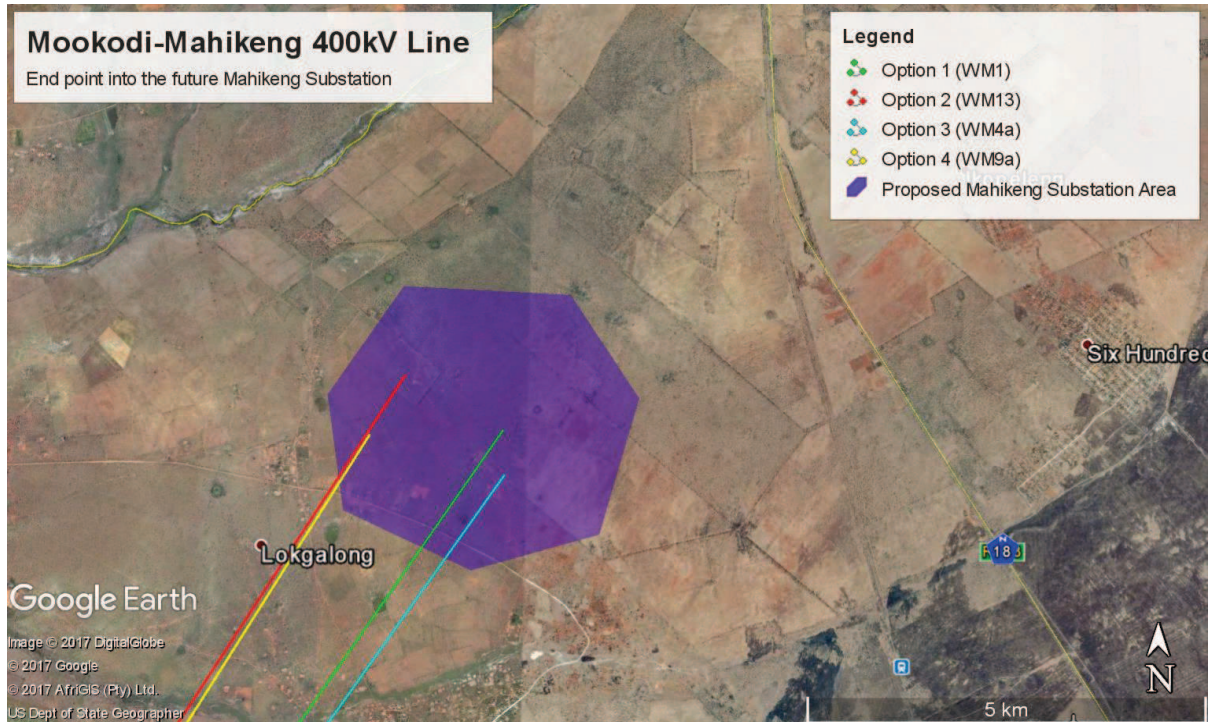 Mookodi-Mahikeng 400kV Line
End point into the future Mahikeng Substation
Legend
Option 1 (WM1)
Option 2 (WM13)
Option 3 (WM4a)
Option 4 (WM9a)
Proposed Mahikeng Substation Area
Six Hundred
Lokgalong
N
18
Google Earth
Image © 2017 DigitalGlobe
© 2017 Google
© 2017 AfriGIS (Pty) Ltd.
US Dept of State Geographer
N
5 km